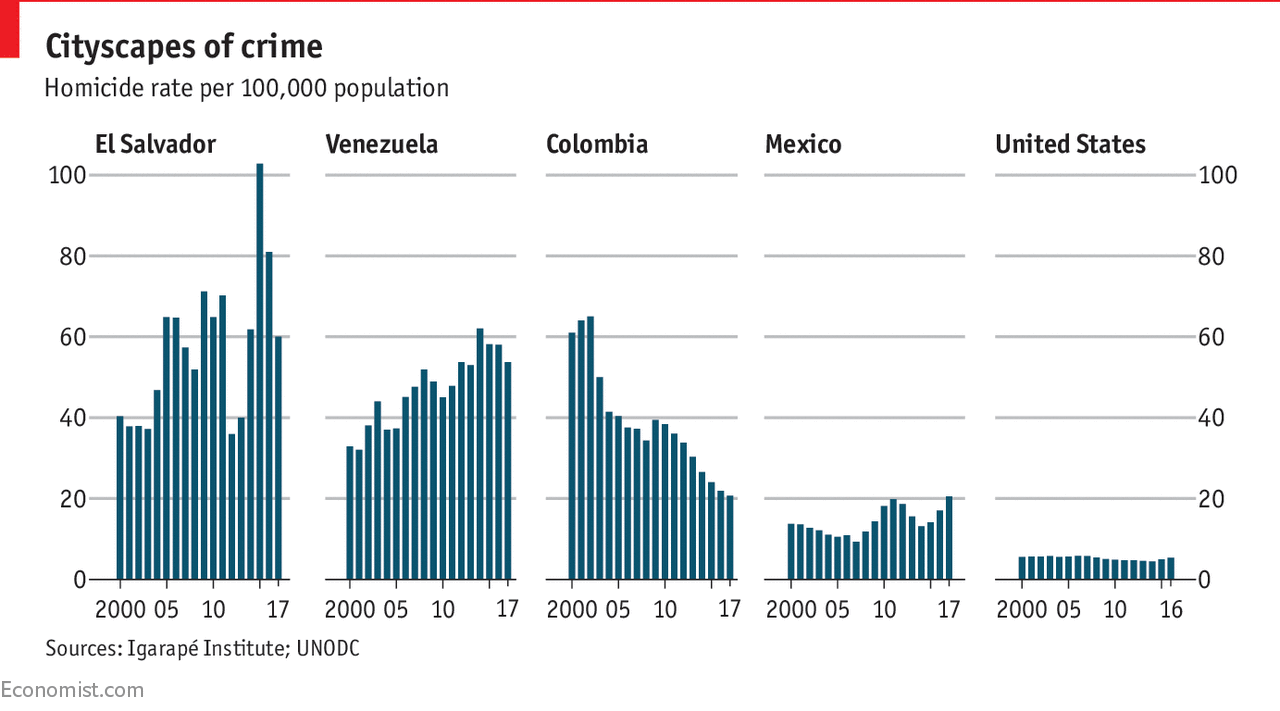 Cityscapes of crime
Homicide rate per 100,000 population
El Salvador Venezuela Colombia Mexico United States
100 100
80 80
60 60
40 40
20 20
0 0
2000 05 10 17 2000 05 10 17 2000 05 10 17 2000 05 10 17 2000 05 10 16
Sources: Igarapé Institute; UNODC
Economist.com